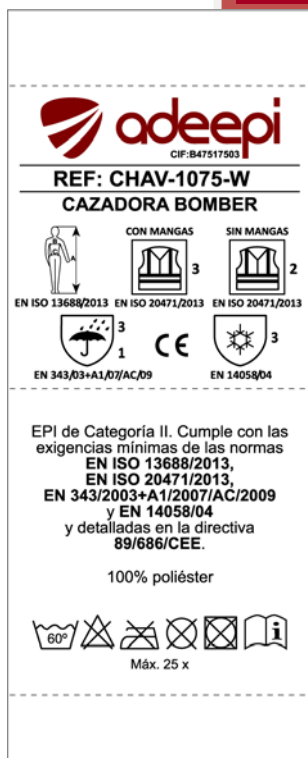 adeepi
CIF:B47517503
REF: CHAV-1075-W
CAZADORA BOMBER
CON MANGAS SIN MANGAS
A
C
3 2
EN ISO 13688/2013 EN ISO 20471/2013 EN ISO 20471/2013
3
1
CE
3
EN 343/03+A1/07/AC/09 EN 14058/04
EPI de Categoría II. Cumple con las
exigencias mínimas de las normas
EN ISO 13688/2013,
EN ISO 20471/2013,
EN 343/2003+A1/2007/AC/2009
y EN 14058/04
y detalladas en la directiva
89/686/CEE.
100% poliéster
60º i
Máx. 25 x